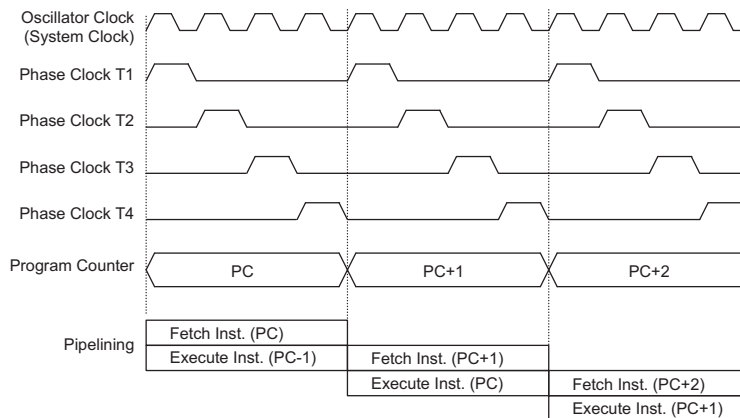 Oscillator Clock
(System Clock)
Phase Clock T1
Phase Clock T2
Phase Clock T3
Phase Clock T4
Program Counter
PC
PC+1
PC+2
Pipelining
Fetch Inst. (PC)
Execute Inst. (PC-1)
Fetch Inst. (PC+1)
Execute Inst. (PC)
Fetch Inst. (PC+2)
Execute Inst. (PC+1)